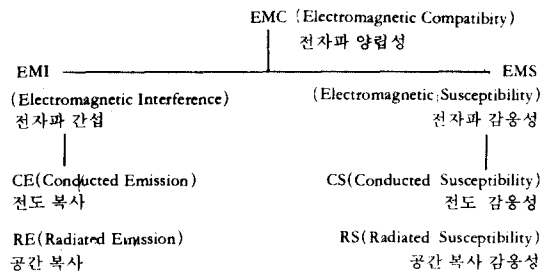 EMC (Electromagnetic Compatibity)
전자파 양립성
EMI
(Electromagnetic Interference)
전자파 간섭
CE(Conducted Emission)
전도 복사
RE(Radiated Emission)
공간 복사
EMS
(Electromagnetic Susceptibility)
전자파 감응성
CS(Conducted Susceptibility)
전도 감응성
RS(Radiated Susceptibility)
공간 복사 감응성